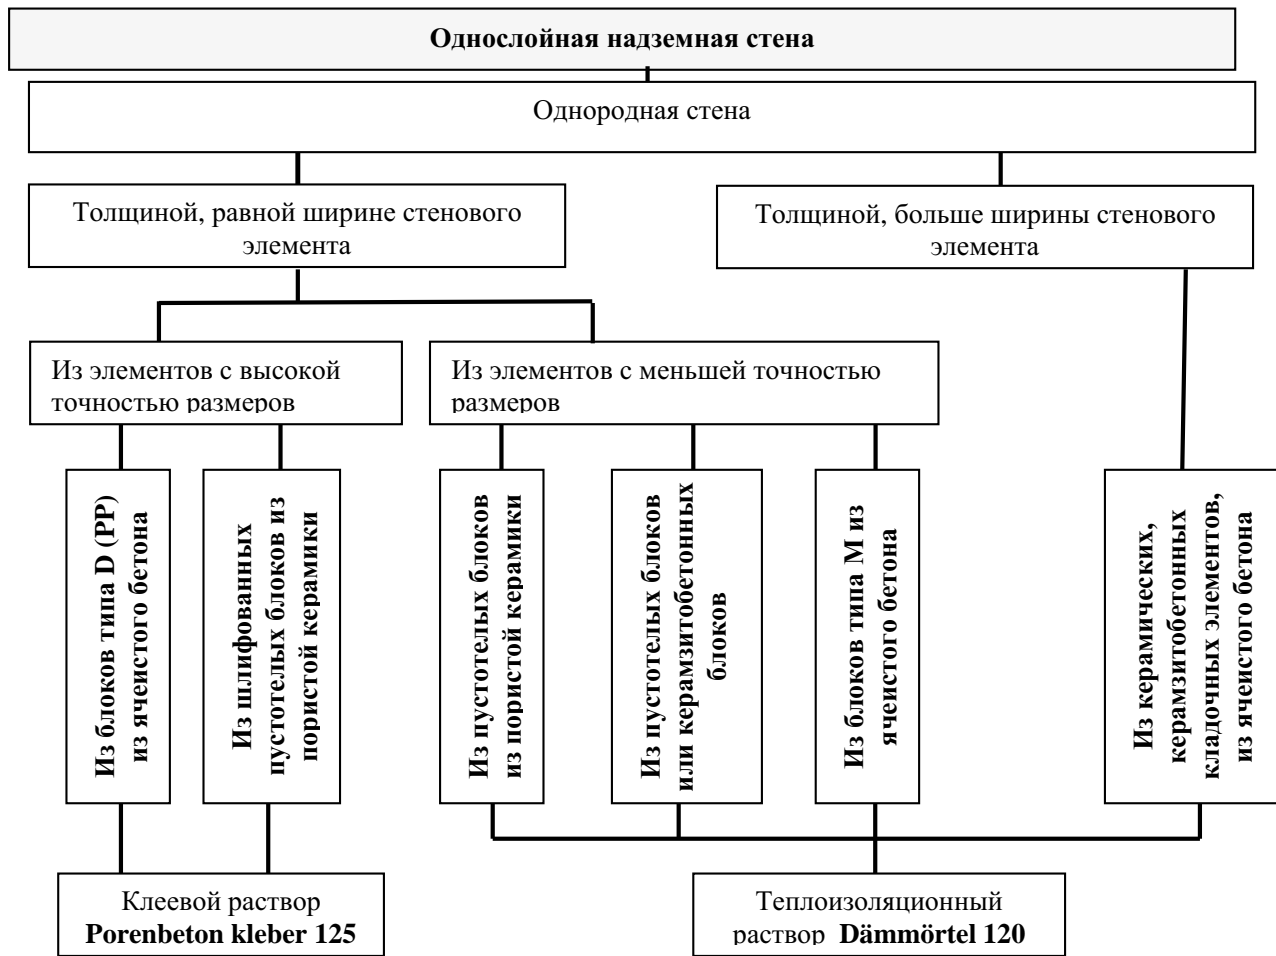 Однослойная надземная стена
Однородная стена
Толщиной, равной ширине стенового
элемента
Толщиной, больше ширины стенового
элемента
Из элементов с высокой
точностью размеров
Из элементов с меньшей точностью
размеров
Из блоков типа D (PP)
из ячеистого бетона
Из шлифованных
пустотелых блоков из
пористой керамики
Из пустотелых блоков
из пористой керамики
Из пустотелых блоков
или керамзитобетонных
блоков
Из блоков типа М из
ячеистого бетона
Из керамических,
керамзитобетонных
кладочных элементов,
из ячеистого бетона
Клеевой раствор
Porenbeton kleber 125
Теплоизоляционный
раствор Dämmörtel 120